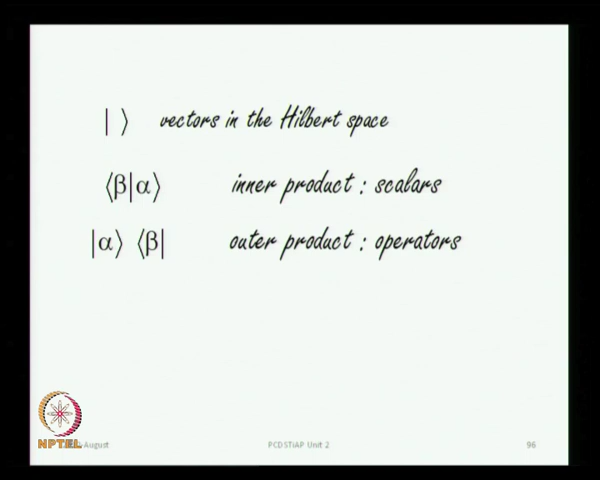 | ⟩ vectors in the Hilbert space
⟨β|α⟩ inner product : scalars
|α⟩ ⟨β| outer product : operators
NPTEL August PCDSTiAP Unit 2 96